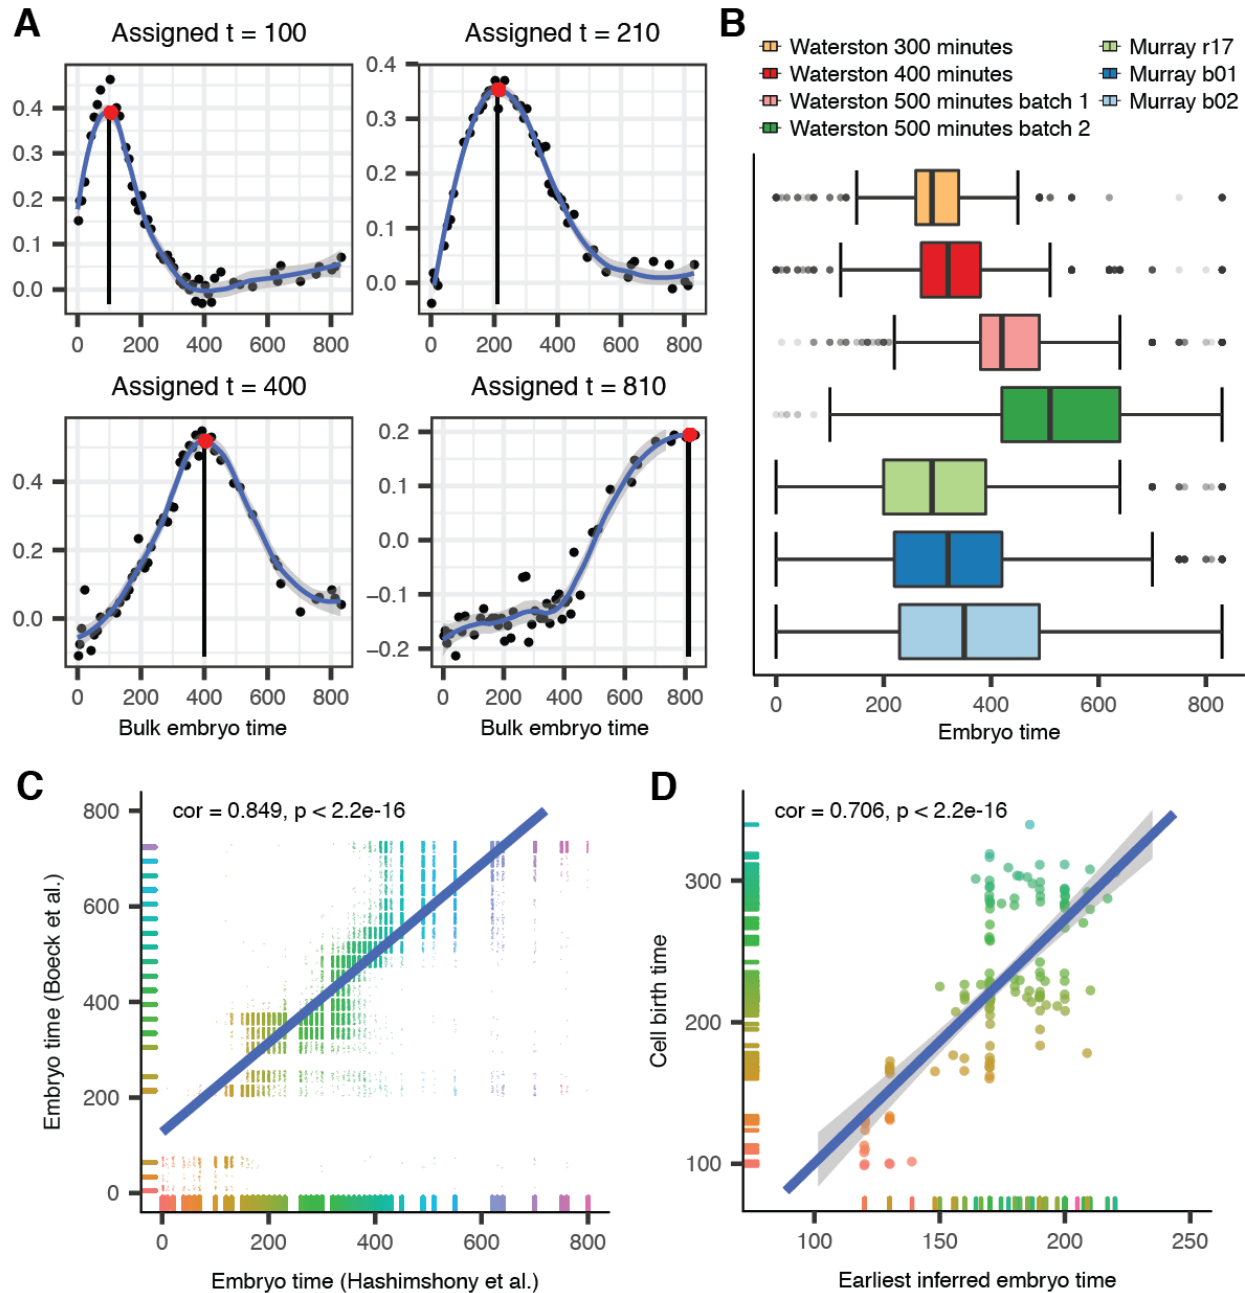 A
Assigned t = 100
Assigned t = 210
0.4
0.3
0.2
0.1
0.0
0 200 400 600 800
0.4
0.3
0.2
0.1
0.0
0 200 400 600 800
Assigned t = 400
Assigned t = 810
0.4
0.2
0.0
0 200 400 600 800
Bulk embryo time
0.2
0.1
0.0
−0.1
−0.2
0 200 400 600 800
Bulk embryo time
B
Waterston 300 minutes
Waterston 400 minutes
Waterston 500 minutes batch 1
Waterston 500 minutes batch 2
Murray r17
Murray b01
Murray b02
0 200 400 600 800
Embryo time
C
cor = 0.849, p < 2.2e-16
Embryo time (Boeck et al.)
800
600
400
200
0
0 200 400 600 800
Embryo time (Hashimshony et al.)
D
cor = 0.706, p < 2.2e-16
Cell birth time
300
200
100
100 150 200 250
Earliest inferred embryo time